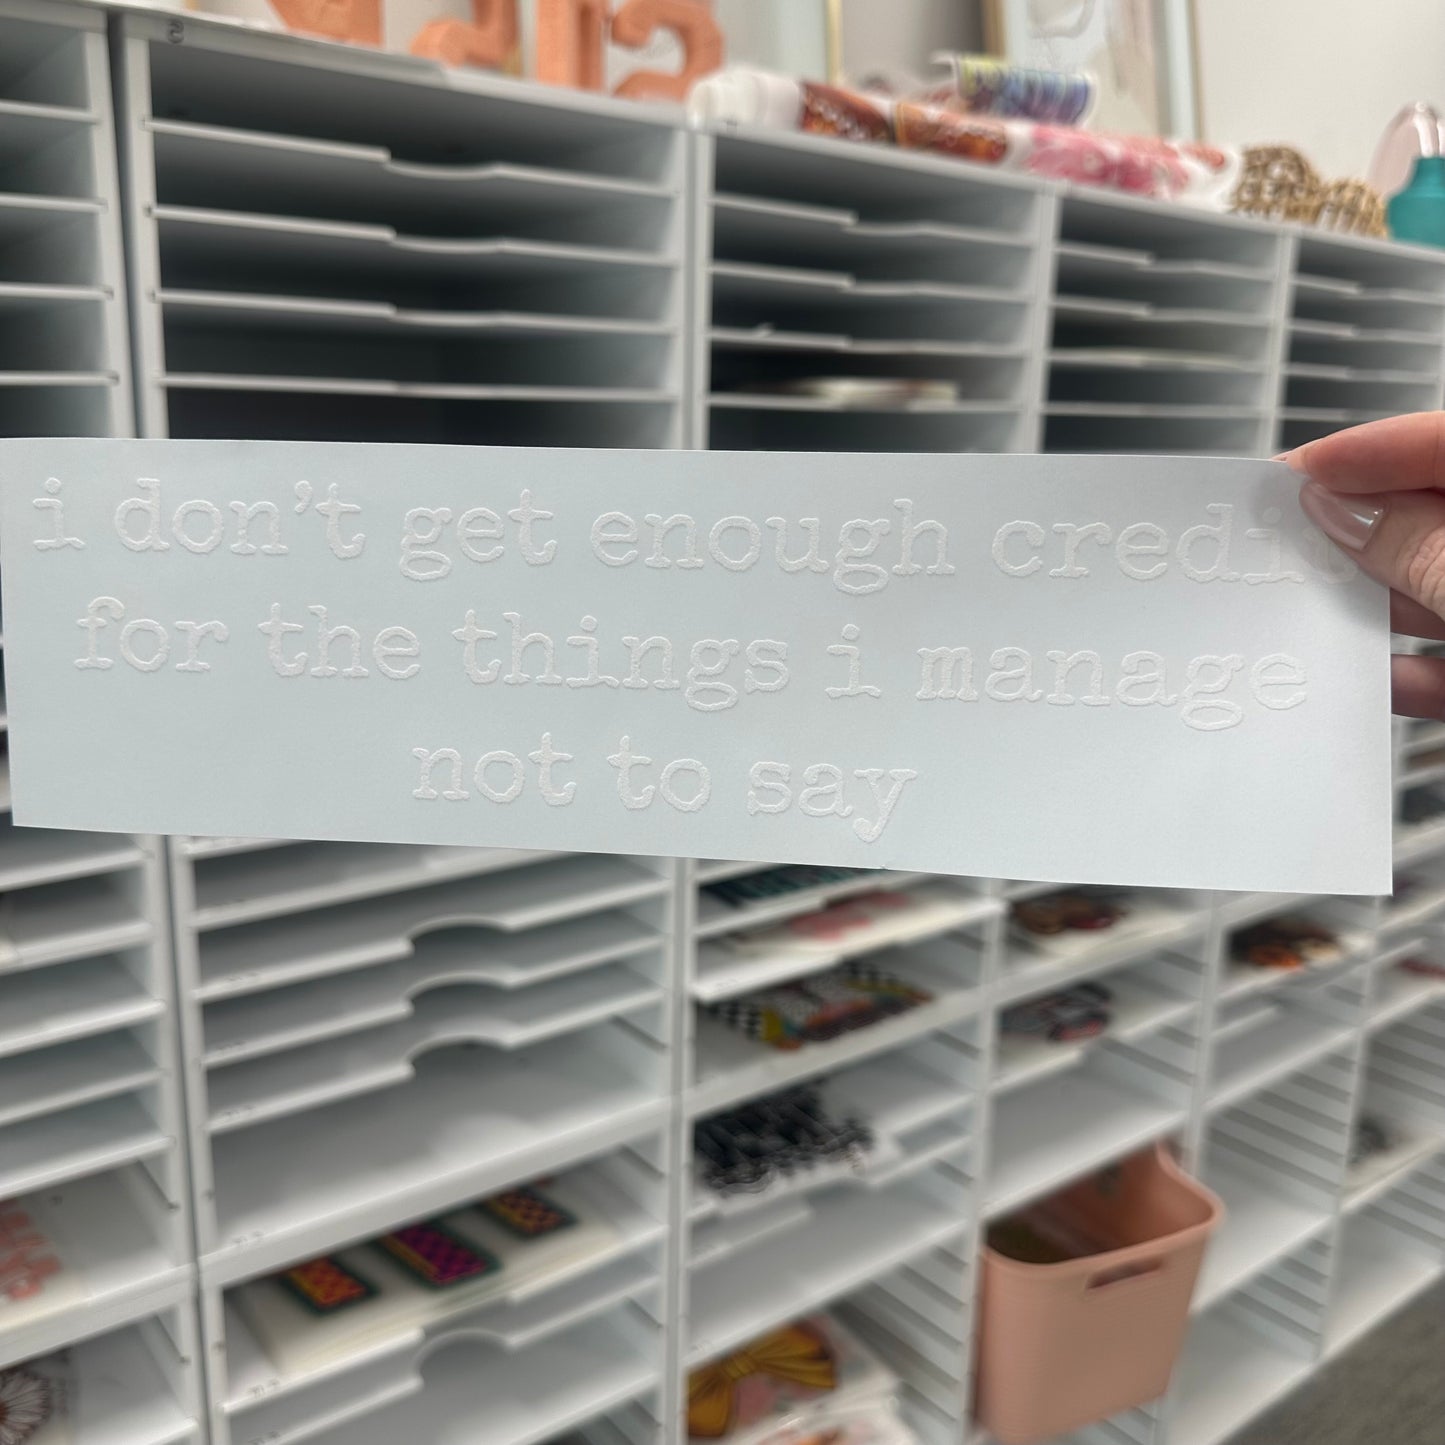 i don't get enough credit
for the things i manage
not to say